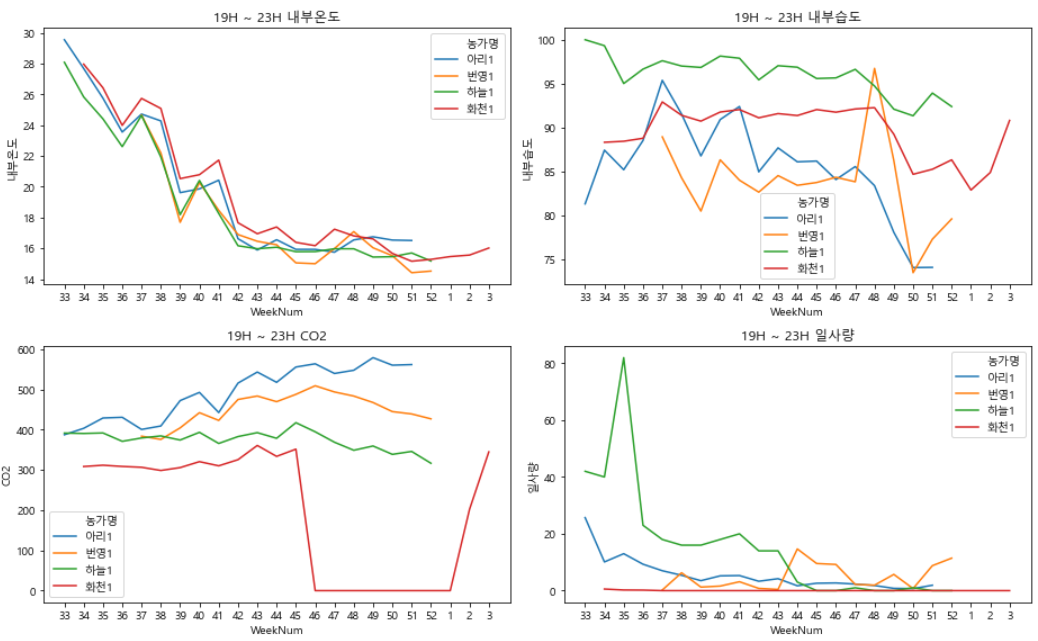 19H ~ 23H 내부온도
내부온도
30
28
26
24
22
20
18
16
14
농가명
아리1
번영1
하늘1
화천1
33 34 35 36 37 38 39 40 41 42 43 44 45 46 47 48 49 50 51 52 1 2 3
WeekNum
19H ~ 23H 내부습도
내부습도
100
95
90
85
80
75
농가명
아리1
번영1
하늘1
화천1
33 34 35 36 37 38 39 40 41 42 43 44 45 46 47 48 49 50 51 52 1 2 3
WeekNum
19H ~ 23H CO2
CO2
600
500
400
300
200
100
0
농가명
아리1
번영1
하늘1
화천1
33 34 35 36 37 38 39 40 41 42 43 44 45 46 47 48 49 50 51 52 1 2 3
WeekNum
19H ~ 23H 일사량
일사량
80
60
40
20
0
농가명
아리1
번영1
하늘1
화천1
33 34 35 36 37 38 39 40 41 42 43 44 45 46 47 48 49 50 51 52 1 2 3
WeekNum